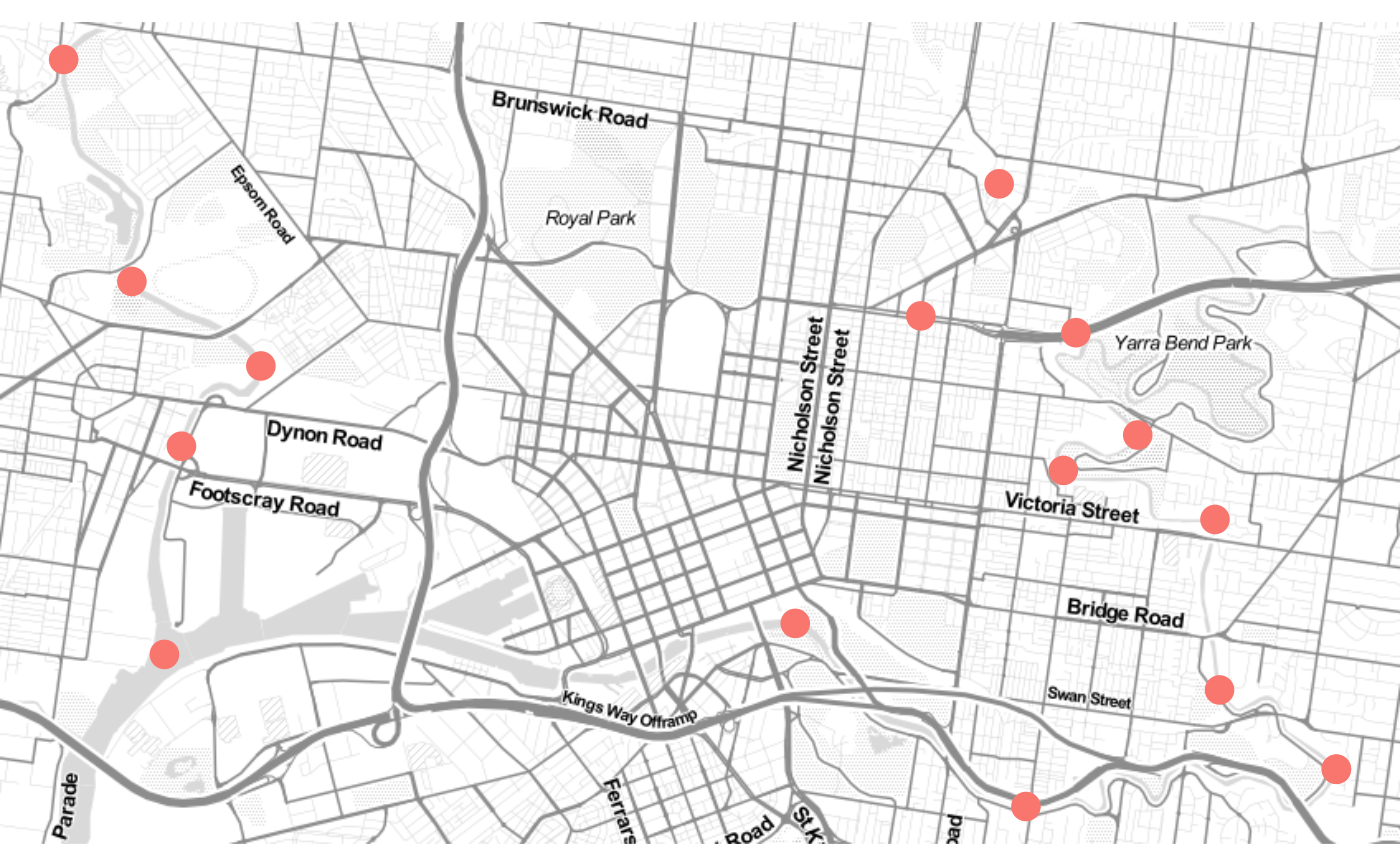 Brunswick Road
Epsom Road
Royal Park
Nicholson Street
Nicholson Street
Yarra Bend Park
Dynon Road
Footscray Road
Victoria Street
Bridge Road
Swan Street
Kings Way Offramp
Parade
Ferrars
Road
St K
oad